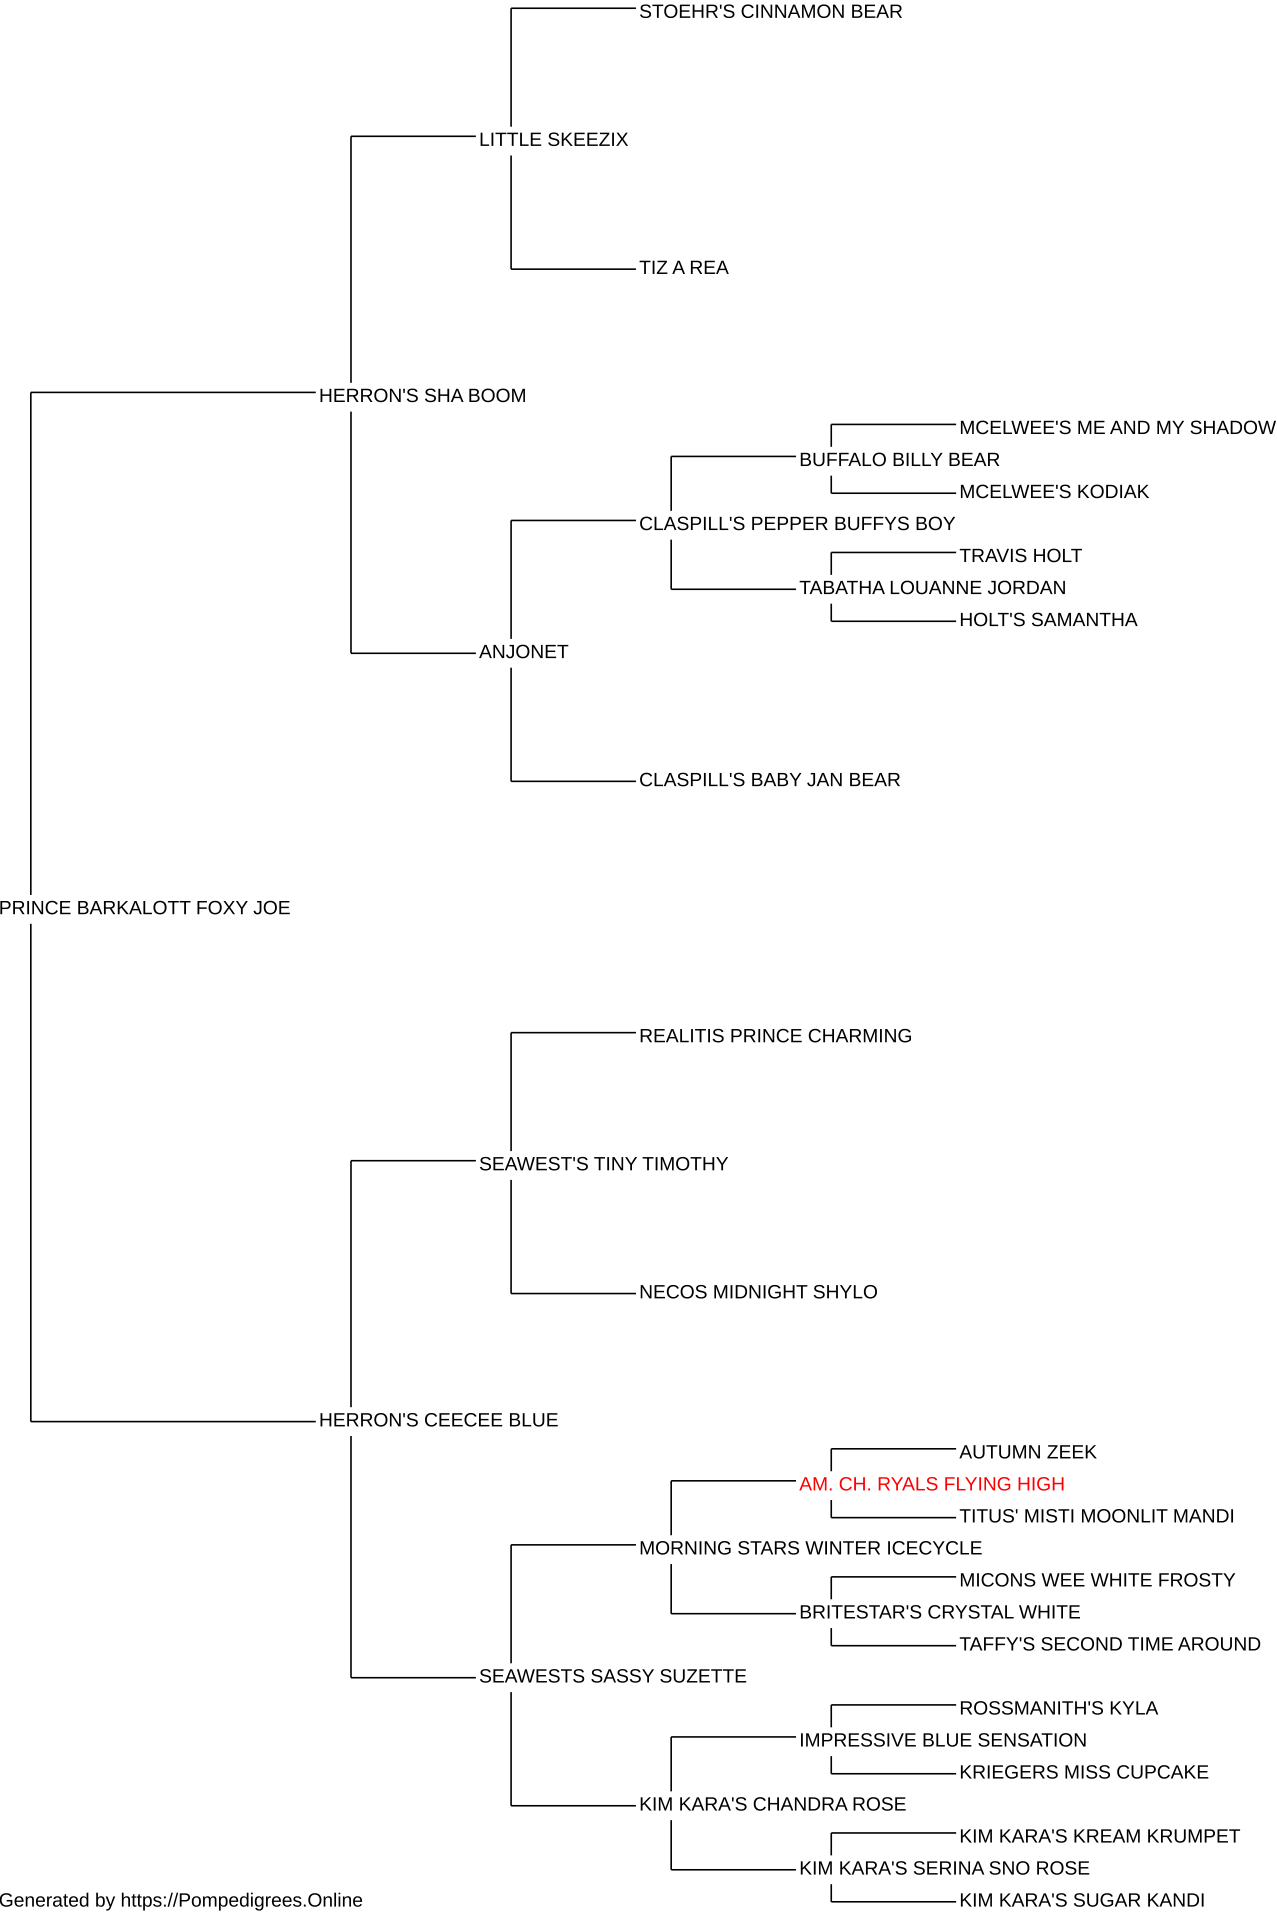 STOEHR'S CINNAMON BEAR
LITTLE SKEEZIX
TIZ A REA
HERRON'S SHA BOOM
MCELWEE'S ME AND MY SHADOW
BUFFALO BILLY BEAR
MCELWEE'S KODIAK
CLASPILL'S PEPPER BUFFYS BOY
TRAVIS HOLT
TABATHA LOUANNE JORDAN
HOLT'S SAMANTHA
ANJONET
CLASPILL'S BABY JAN BEAR
PRINCE BARKALOTT FOXY JOE
REALITIS PRINCE CHARMING
SEAWEST'S TINY TIMOTHY
NECOS MIDNIGHT SHYLO
HERRON'S CEECEE BLUE
AUTUMN ZEEK
AM. CH. RYALS FLYING HIGH
TITUS' MISTI MOONLIT MANDI
MORNING STARS WINTER ICECYCLE
MICONS WEE WHITE FROSTY
BRITESTAR'S CRYSTAL WHITE
TAFFY'S SECOND TIME AROUND
SEAWESTS SASSY SUZETTE
ROSSMANITH'S KYLA
IMPRESSIVE BLUE SENSATION
KRIEGERS MISS CUPCAKE
KIM KARA'S CHANDRA ROSE
KIM KARA'S KREAM KRUMPET
KIM KARA'S SERINA SNO ROSE
KIM KARA'S SUGAR KANDI
Generated by https://Pompedigrees.Online